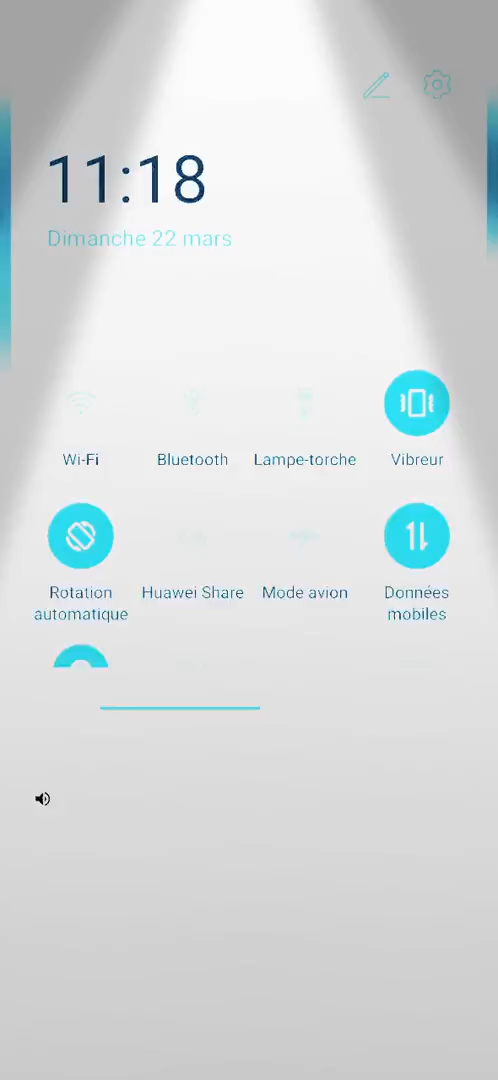 11:18
Dimanche 22 mars
Wi-Fi
Bluetooth
Lampe-torche
Vibreur
Rotation
automatique
Huawei Share
Mode avion
Données
mobiles